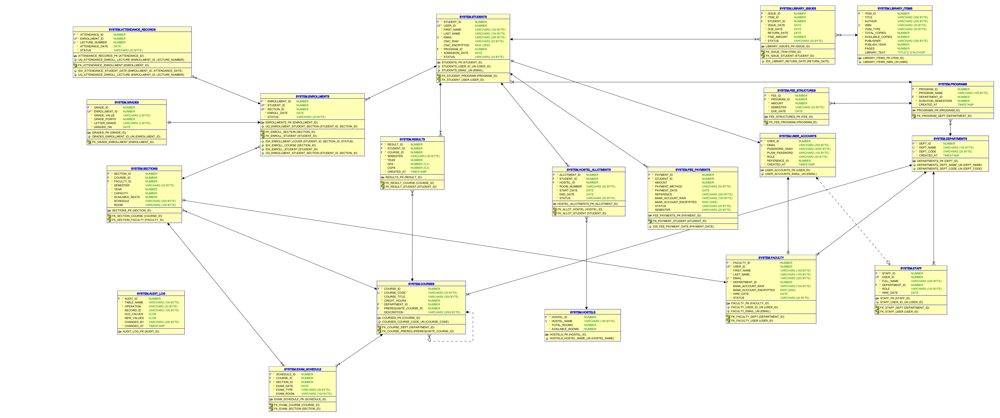 SYSTEM.ATTENDANCE_RECORDS
P * ATTENDANCE_ID NUMBER
UF* ENROLLMENT_ID NUMBER
U * LECTURE_NUMBER NUMBER
* ATTENDANCE_DATE DATE
* STATUS VARCHAR2 (20 BYTE)
ATTENDANCE_RECORDS_PK (ATTENDANCE_ID)
UQ_ATTENDANCE_ENROLL_LECTURE (ENROLLMENT_ID, LECTURE_NUMBER)
FK_ATTENDANCE_ENROLLMENT (ENROLLMENT_ID)
IDX_ATTENDANCE_STUDENT_DATE (ENROLLMENT_ID, ATTENDANCE_DATE)
UQ_ATTENDANCE_ENROLL_LECTURE (ENROLLMENT_ID, LECTURE_NUMBER)
SYSTEM.STUDENTS
P * STUDENT_ID NUMBER
UF* USER_ID NUMBER
* FIRST_NAME VARCHAR2 (100 BYTE)
* LAST_NAME VARCHAR2 (100 BYTE)
U * EMAIL VARCHAR2 (255 BYTE)
CNIC_RAW VARCHAR2 (25 BYTE)
CNIC_ENCRYPTED RAW (2000)
F * PROGRAM_ID NUMBER
* ADMISSION_DATE DATE
* STATUS VARCHAR2 (20 BYTE)
STUDENTS_PK (STUDENT_ID)
STUDENTS_USER_ID_UN (USER_ID)
STUDENTS_EMAIL_UN (EMAIL)
FK_STUDENT_PROGRAM (PROGRAM_ID)
FK_STUDENT_USER (USER_ID)
SYSTEM.LIBRARY_ISSUES
P * ISSUE_ID NUMBER
F * ITEM_ID NUMBER
F * STUDENT_ID NUMBER
* ISSUE_DATE DATE
* DUE_DATE DATE
RETURN_DATE DATE
* FINE_AMOUNT NUMBER
* STATUS VARCHAR2 (20 BYTE)
LIBRARY_ISSUES_PK (ISSUE_ID)
FK_ISSUE_ITEM (ITEM_ID)
FK_ISSUE_STUDENT (STUDENT_ID)
IDX_LIBRARY_RETURN_DATE (RETURN_DATE)
SYSTEM.LIBRARY_ITEMS
P * ITEM_ID NUMBER
* TITLE VARCHAR2 (300 BYTE)
* AUTHOR VARCHAR2 (200 BYTE)
U ISBN VARCHAR2 (30 BYTE)
* ITEM_TYPE VARCHAR2 (50 BYTE)
* TOTAL_COPIES NUMBER
* AVAILABLE_COPIES NUMBER
PUBLISHER VARCHAR2 (200 BYTE)
PUBLISH_YEAR NUMBER
PAGES NUMBER
LIBRARY_TEXT "TITLE"||' '||"AUTHOR"
LIBRARY_ITEMS_PK (ITEM_ID)
LIBRARY_ITEMS_ISBN_UN (ISBN)
SYSTEM.GRADES
P * GRADE_ID NUMBER
UF* ENROLLMENT_ID NUMBER
* GRADE_VALUE VARCHAR2 (2 BYTE)
* GRADE_POINTS NUMBER
* LETTER_GRADE VARCHAR2 (2 BYTE)
* GRADED_ON DATE
GRADES_PK (GRADE_ID)
GRADES_ENROLLMENT_ID_UN (ENROLLMENT_ID)
FK_GRADE_ENROLLMENT (ENROLLMENT_ID)
SYSTEM.ENROLLMENTS
P * ENROLLMENT_ID NUMBER
UF* STUDENT_ID NUMBER
UF* SECTION_ID NUMBER
* ENROLL_DATE DATE
* STATUS VARCHAR2 (20 BYTE)
ENROLLMENTS_PK (ENROLLMENT_ID)
UQ_ENROLLMENT_STUDENT_SECTION (STUDENT_ID, SECTION_ID)
FK_ENROLL_SECTION (SECTION_ID)
FK_ENROLL_STUDENT (STUDENT_ID)
IDX_ENROLLMENT_COVER (STUDENT_ID, SECTION_ID, STATUS)
IDX_ENROLL_COURSE (SECTION_ID)
IDX_ENROLL_STUDENT (STUDENT_ID)
UQ_ENROLLMENT_STUDENT_SECTION (STUDENT_ID, SECTION_ID)
SYSTEM.FEE_STRUCTURES
P * FEE_ID NUMBER
F * PROGRAM_ID NUMBER
* AMOUNT NUMBER
* SEMESTER VARCHAR2 (20 BYTE)
* DUE_DATE DATE
FEE_STRUCTURES_PK (FEE_ID)
FK_FEE_PROGRAM (PROGRAM_ID)
SYSTEM.PROGRAMS
P * PROGRAM_ID NUMBER
* PROGRAM_NAME VARCHAR2 (150 BYTE)
F * DEPARTMENT_ID NUMBER
* DURATION_SEMESTERS NUMBER
* CREATED_AT TIMESTAMP
PROGRAMS_PK (PROGRAM_ID)
FK_PROGRAM_DEPT (DEPARTMENT_ID)
SYSTEM.RESULTS
P * RESULT_ID NUMBER
F * STUDENT_ID NUMBER
F * COURSE_ID NUMBER
* SEMESTER VARCHAR2 (20 BYTE)
* YEAR NUMBER
GPA NUMBER (5,2)
CGPA NUMBER (5,2)
* CREATED_AT TIMESTAMP
RESULTS_PK (RESULT_ID)
FK_RESULT_COURSE (COURSE_ID)
FK_RESULT_STUDENT (STUDENT_ID)
SYSTEM.USER_ACCOUNTS
P * USER_ID NUMBER
U * EMAIL VARCHAR2 (255 BYTE)
PASSWORD_HASH VARCHAR2 (4000 BYTE)
PLAIN_PASSWORD VARCHAR2 (100 BYTE)
* ROLE VARCHAR2 (20 BYTE)
REFERENCE_ID NUMBER
* CREATED_AT TIMESTAMP
USER_ACCOUNTS_PK (USER_ID)
USER_ACCOUNTS_EMAIL_UN (EMAIL)
SYSTEM.DEPARTMENTS
P * DEPT_ID NUMBER
U * DEPT_NAME VARCHAR2 (100 BYTE)
U * DEPT_CODE VARCHAR2 (20 BYTE)
* CREATED_AT TIMESTAMP
DEPARTMENTS_PK (DEPT_ID)
DEPARTMENTS_DEPT_NAME_UN (DEPT_NAME)
DEPARTMENTS_DEPT_CODE_UN (DEPT_CODE)
SYSTEM.SECTIONS
P * SECTION_ID NUMBER
F * COURSE_ID NUMBER
F * FACULTY_ID NUMBER
* SEMESTER VARCHAR2 (20 BYTE)
* YEAR NUMBER
* CAPACITY NUMBER
* AVAILABLE_SEATS NUMBER
SCHEDULE VARCHAR2 (200 BYTE)
ROOM VARCHAR2 (100 BYTE)
SECTIONS_PK (SECTION_ID)
FK_SECTION_COURSE (COURSE_ID)
FK_SECTION_FACULTY (FACULTY_ID)
SYSTEM.HOSTEL_ALLOTMENTS
P * ALLOTMENT_ID NUMBER
F * STUDENT_ID NUMBER
F * HOSTEL_ID NUMBER
* ROOM_NUMBER VARCHAR2 (50 BYTE)
* START_DATE DATE
END_DATE DATE
* STATUS VARCHAR2 (20 BYTE)
HOSTEL_ALLOTMENTS_PK (ALLOTMENT_ID)
FK_ALLOT_HOSTEL (HOSTEL_ID)
FK_ALLOT_STUDENT (STUDENT_ID)
SYSTEM.FEE_PAYMENTS
P * PAYMENT_ID NUMBER
F * STUDENT_ID NUMBER
* AMOUNT NUMBER
* PAYMENT_METHOD VARCHAR2 (50 BYTE)
* PAYMENT_DATE DATE
REFERENCE VARCHAR2 (200 BYTE)
BANK_ACCOUNT_RAW VARCHAR2 (100 BYTE)
BANK_ACCOUNT_ENCRYPTED RAW (2000)
* STATUS VARCHAR2 (20 BYTE)
SEMESTER VARCHAR2 (20 BYTE)
FEE_PAYMENTS_PK (PAYMENT_ID)
FK_PAYMENT_STUDENT (STUDENT_ID)
IDX_FEE_PAYMENT_DATE (PAYMENT_DATE)
SYSTEM.FACULTY
P * FACULTY_ID NUMBER
UF* USER_ID NUMBER
* FIRST_NAME VARCHAR2 (100 BYTE)
* LAST_NAME VARCHAR2 (100 BYTE)
U * EMAIL VARCHAR2 (255 BYTE)
F * DEPARTMENT_ID NUMBER
BANK_ACCOUNT_RAW VARCHAR2 (100 BYTE)
BANK_ACCOUNT_ENCRYPTED RAW (2000)
* HIRE_DATE DATE
* STATUS VARCHAR2 (20 BYTE)
FACULTY_PK (FACULTY_ID)
FACULTY_USER_ID_UN (USER_ID)
FACULTY_EMAIL_UN (EMAIL)
FK_FACULTY_DEPT (DEPARTMENT_ID)
FK_FACULTY_USER (USER_ID)
SYSTEM.STAFF
P * STAFF_ID NUMBER
UF USER_ID NUMBER
* FULL_NAME VARCHAR2 (200 BYTE)
F * DEPARTMENT_ID NUMBER
* ROLE VARCHAR2 (100 BYTE)
* HIRE_DATE DATE
STAFF_PK (STAFF_ID)
STAFF_USER_ID_UN (USER_ID)
FK_STAFF_DEPT (DEPARTMENT_ID)
FK_STAFF_USER (USER_ID)
SYSTEM.AUDIT_LOG
P * AUDIT_ID NUMBER
* TABLE_NAME VARCHAR2 (100 BYTE)
* OPERATION VARCHAR2 (20 BYTE)
RECORD_ID VARCHAR2 (100 BYTE)
OLD_VALUES CLOB
NEW_VALUES CLOB
CHANGED_BY VARCHAR2 (200 BYTE)
* CHANGED_AT TIMESTAMP
AUDIT_LOG_PK (AUDIT_ID)
SYSTEM.COURSES
P * COURSE_ID NUMBER
U * COURSE_CODE VARCHAR2 (20 BYTE)
* COURSE_TITLE VARCHAR2 (200 BYTE)
* CREDIT_HOURS NUMBER
F * DEPARTMENT_ID NUMBER
F PREREQUISITE_COURSE_ID NUMBER
DESCRIPTION VARCHAR2 (2000 BYTE)
COURSES_PK (COURSE_ID)
COURSES_COURSE_CODE_UN (COURSE_CODE)
FK_COURSE_DEPT (DEPARTMENT_ID)
FK_COURSE_PREREQ (PREREQUISITE_COURSE_ID)
SYSTEM.HOSTELS
P * HOSTEL_ID NUMBER
U * HOSTEL_NAME VARCHAR2 (150 BYTE)
* TOTAL_ROOMS NUMBER
* AVAILABLE_ROOMS NUMBER
HOSTELS_PK (HOSTEL_ID)
HOSTELS_HOSTEL_NAME_UN (HOSTEL_NAME)
SYSTEM.EXAM_SCHEDULE
P * SCHEDULE_ID NUMBER
F * COURSE_ID NUMBER
F * SECTION_ID NUMBER
* EXAM_DATE DATE
* EXAM_TYPE VARCHAR2 (50 BYTE)
EXAM_ROOM VARCHAR2 (100 BYTE)
EXAM_SCHEDULE_PK (SCHEDULE_ID)
FK_EXAM_COURSE (COURSE_ID)
FK_EXAM_SECTION (SECTION_ID)